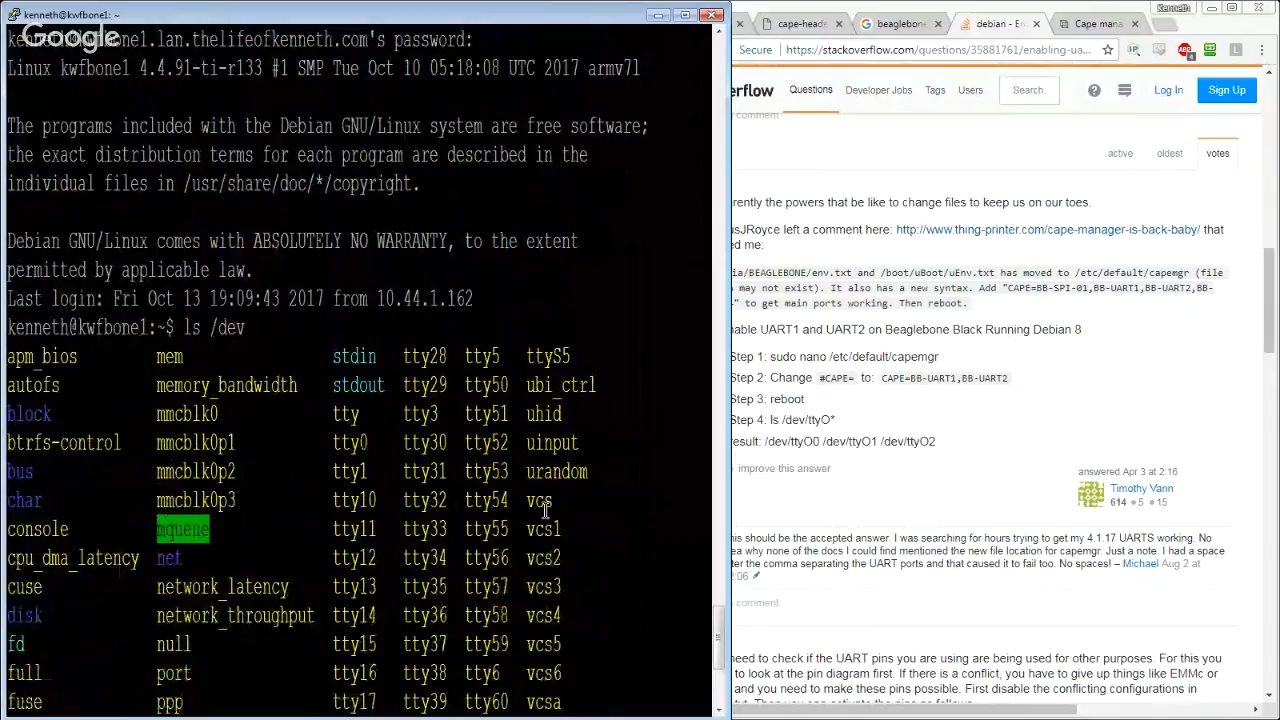 kenneth@kwfbone1: ~
Google
kwfbone1.lan.thelifeofkenneth.com's password:
Linux kwfbone1 4.4.91-ti-r133 #1 SMP Tue Oct 10 05:18:08 UTC 2017 armv7l
The programs included with the Debian GNU/Linux system are free software;
the exact distribution terms for each program are described in the
individual files in /usr/share/doc/*/copyright.
Debian GNU/Linux comes with ABSOLUTELY NO WARRANTY, to the extent
permitted by applicable law.
Last login: Fri Oct 13 19:09:43 2017 from 10.44.1.162
kenneth@kwfbone1:~$ ls /dev
apm_bios mem stdin tty28 tty5 ttyS5
autofs memory_bandwidth stdout tty29 tty50 ubi_ctrl
block mmcblk0 tty tty3 tty51 uhid
btrfs-control mmcblk0p1 tty0 tty30 tty52 uinput
bus mmcblk0p2 tty1 tty31 tty53 urandom
char mmcblk0p3 tty10 tty32 tty54 vcs
console mqueue tty11 tty33 tty55 vcs1
cpu_dma_latency net tty12 tty34 tty56 vcs2
cuse network_latency tty13 tty35 tty57 vcs3
disk network_throughput tty14 tty36 tty58 vcs4
fd null tty15 tty37 tty59 vcs5
full port tty16 tty38 tty6 vcs6
fuse ppp tty17 tty39 tty60 vcsa
cape-head beaglebone debian - En Cape mana Kenneth
Secure https://stackoverflow.com/questions/35881761/enabling-ua...
erflow Questions Developer Jobs Tags Users Search. Log In Sign Up
comment
active oldest votes
rently the powers that be like to change files to keep us on our toes.
usJRoyce left a comment here: http://www.thing-printer.com/cape-manager-is-back-baby/ that
ed me:
ia/BEAGLEBONE/env.txt and /boot/uBoot/uEnv.txt has moved to /etc/default/capemgr (file
may not exist). It also has a new syntax. Add "CAPE=BB-SPI-01,BB-UART1,BB-UART2,BB-
" to get main ports working. Then reboot.
nable UART1 and UART2 on Beaglebone Black Running Debian 8
Step 1: sudo nano /etc/default/capemgr
Step 2: Change #CAPE= to: CAPE=BB-UART1,BB-UART2
Step 3: reboot
Step 4: ls /dev/ttyO*
result: /dev/ttyO0 /dev/ttyO1 /dev/ttyO2
improve this answer
answered Apr 3 at 2:16
Timothy Vann
614 5 15
his should be the accepted answer. I was searching for hours trying to get my 4.1.17 UARTS working. No
ea why none of the docs I could find mentioned the new file location for capemgr. Just a note. I had a space
ter the comma separating the UART ports and that caused it to fail too. No spaces! – Michael Aug 2 at
2:06
comment
need to check if the UART pins you are using are being used for other purposes. For this you
to look at the pin diagram first. If there is a conflict, you have to give up things like EMMc
and you need to make these pins possible. First disable the conflicting configurations in